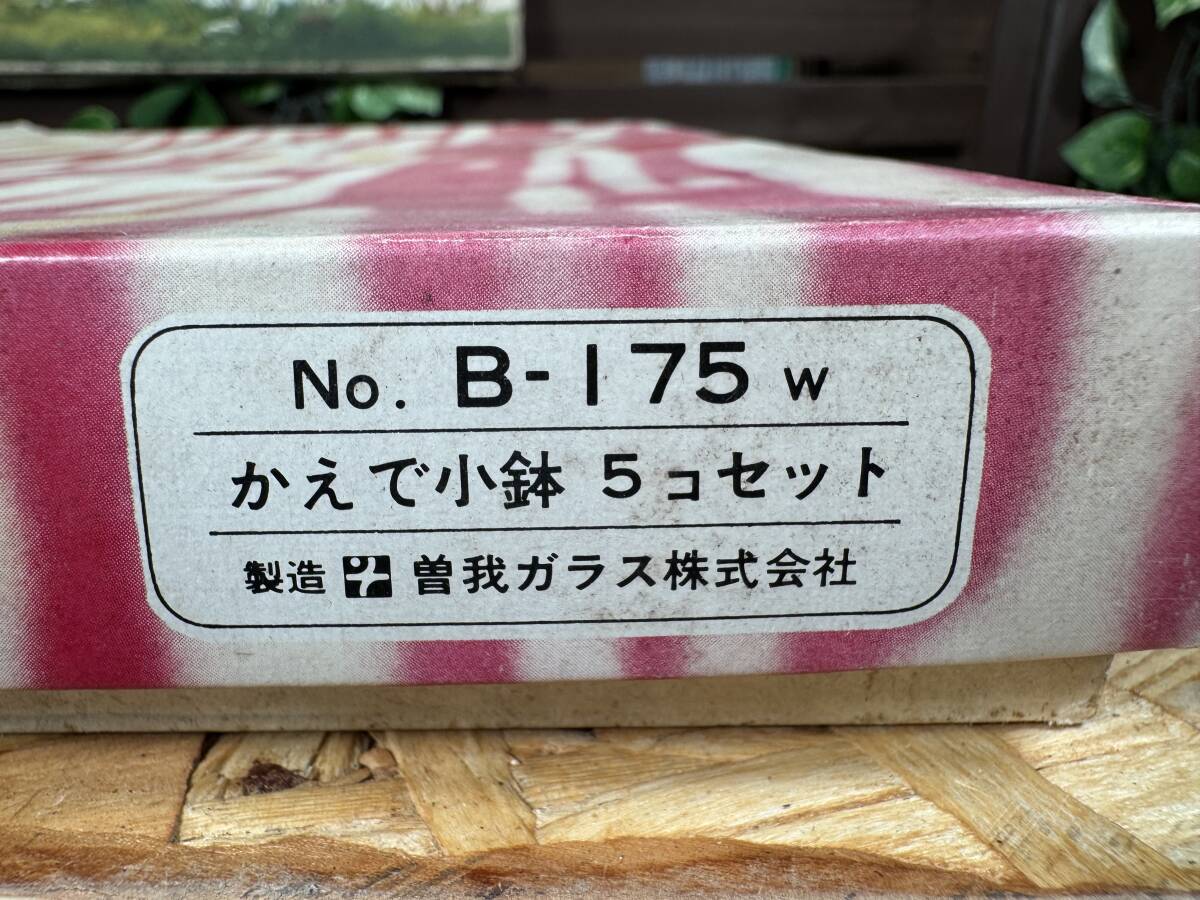 No. B-175 W
かえで小鉢 5コセット
製造 曽我ガラス株式会社